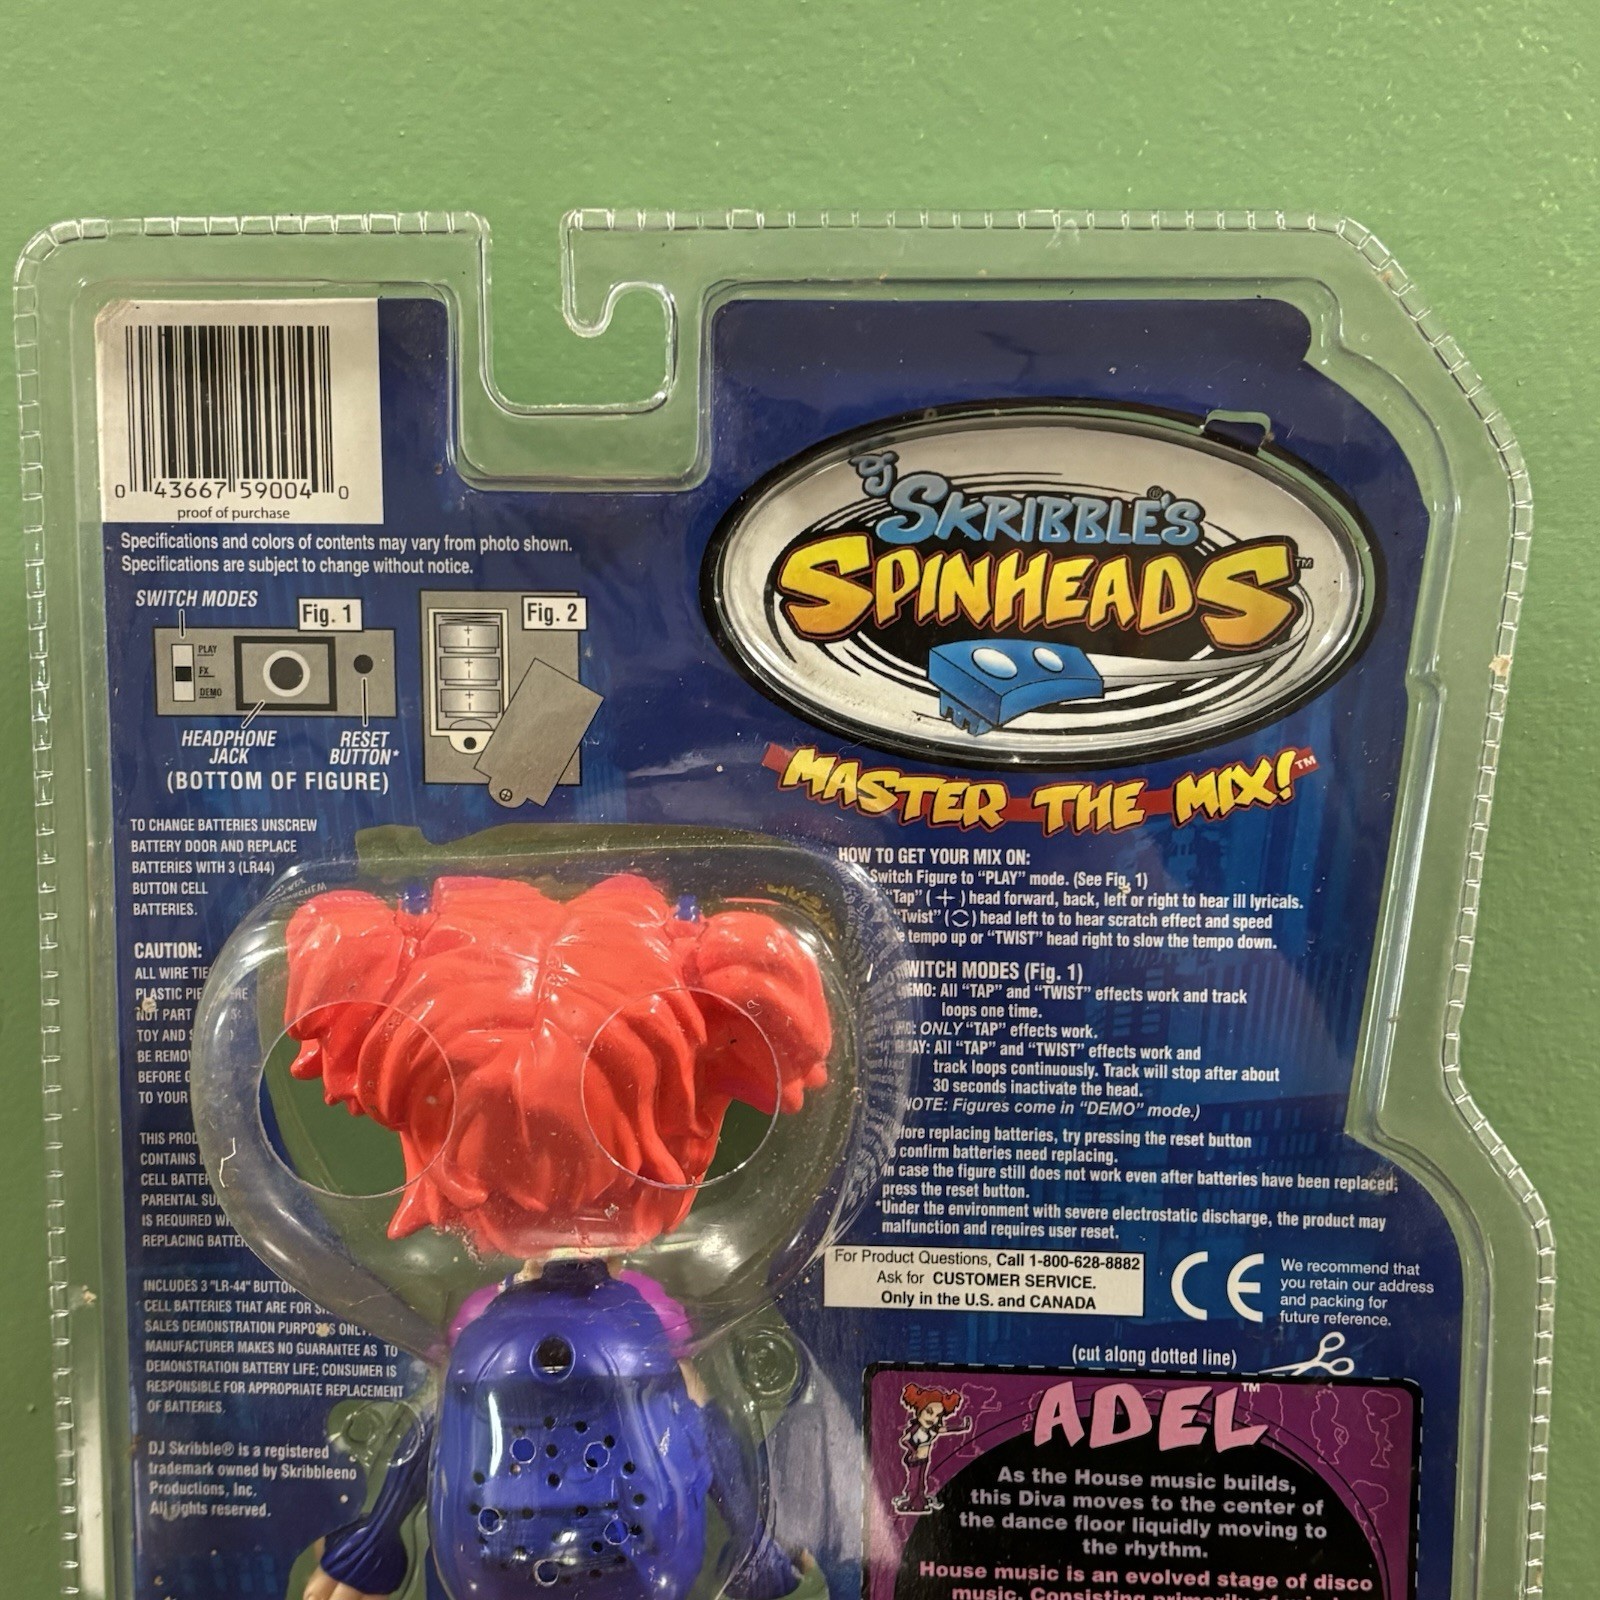 0 43667 59004 0
proof of purchase
Specifications and colors of contents may vary from photo shown.
Specifications are subject to change without notice.
SWITCH MODES
Fig. 1
PLAY
FX
DEMO
HEADPHONE JACK
RESET BUTTON*
(BOTTOM OF FIGURE)
Fig. 2
TO CHANGE BATTERIES UNSCREW
BATTERY DOOR AND REPLACE
BATTERIES WITH 3 (LR44)
BUTTON CELL
BATTERIES.
CAUTION:
ALL WIRE
PLASTIC
NOT PART
TOY AND
BE
BEFORE
TO YOUR
THIS
CONTAINS
CELL
PARENTAL
IS REQUIRED
REPLACING
INCLUDES 3 "LR-44"
CELL BATTERIES THAT ARE FOR
SALES DEMONSTRATION PURPOSES ONLY.
MANUFACTURER MAKES NO GUARANTEE AS TO
DEMONSTRATION BATTERY LIFE; CONSUMER IS
RESPONSIBLE FOR APPROPRIATE REPLACEMENT
OF BATTERIES.
DJ Skribble® is a registered
trademark owned by Skribbleeno
Productions, Inc.
All rights reserved.
DJ SKRIBBLE'S®
SPINHEADS™
MASTER THE MIX!™
HOW TO GET YOUR MIX ON:
Switch Figure to "PLAY" mode. (See Fig. 1)
"Tap" ( ) head forward, back, left or right to hear ill lyricals.
"Twist" ( ) head left to to hear scratch effect and speed
tempo up or "TWIST" head right to slow the tempo down.
MODES (Fig. 1)
All "TAP" and "TWIST" effects work and track
loops one time.
ONLY "TAP" effects work.
All "TAP" and "TWIST" effects work and
track loops continuously. Track will stop after about
30 seconds inactivate the head.
NOTE: Figures come in "DEMO" mode.)
replacing batteries, try pressing the reset button
confirm batteries need replacing.
In case the figure still does not work even after batteries have been replaced,
press the reset button.
*Under the environment with severe electrostatic discharge, the product may
malfunction and requires user reset.
For Product Questions, Call 1-800-628-8882
Ask for CUSTOMER SERVICE.
Only in the U.S. and CANADA
CE
We recommend that
you retain our address
and packing for
future reference.
(cut along dotted line)
ADEL™
As the House music builds,
this Diva moves to the center of
the dance floor liquidly moving to
the rhythm.
House music is an evolved stage of disco
music. Consisting primarily of